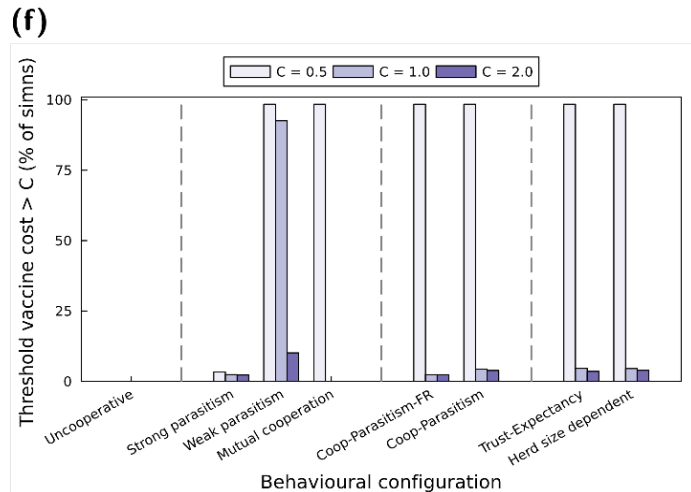 (f)
C = 0.5 C = 1.0 C = 2.0
Threshold vaccine cost > C (% of simns)
100
75
50
25
0
Uncooperative
Strong parasitism
Weak parasitism
Mutual cooperation
Coop-Parasitism-FR
Coop-Parasitism
Trust-Expectancy
Herd size dependent
Behavioural configuration